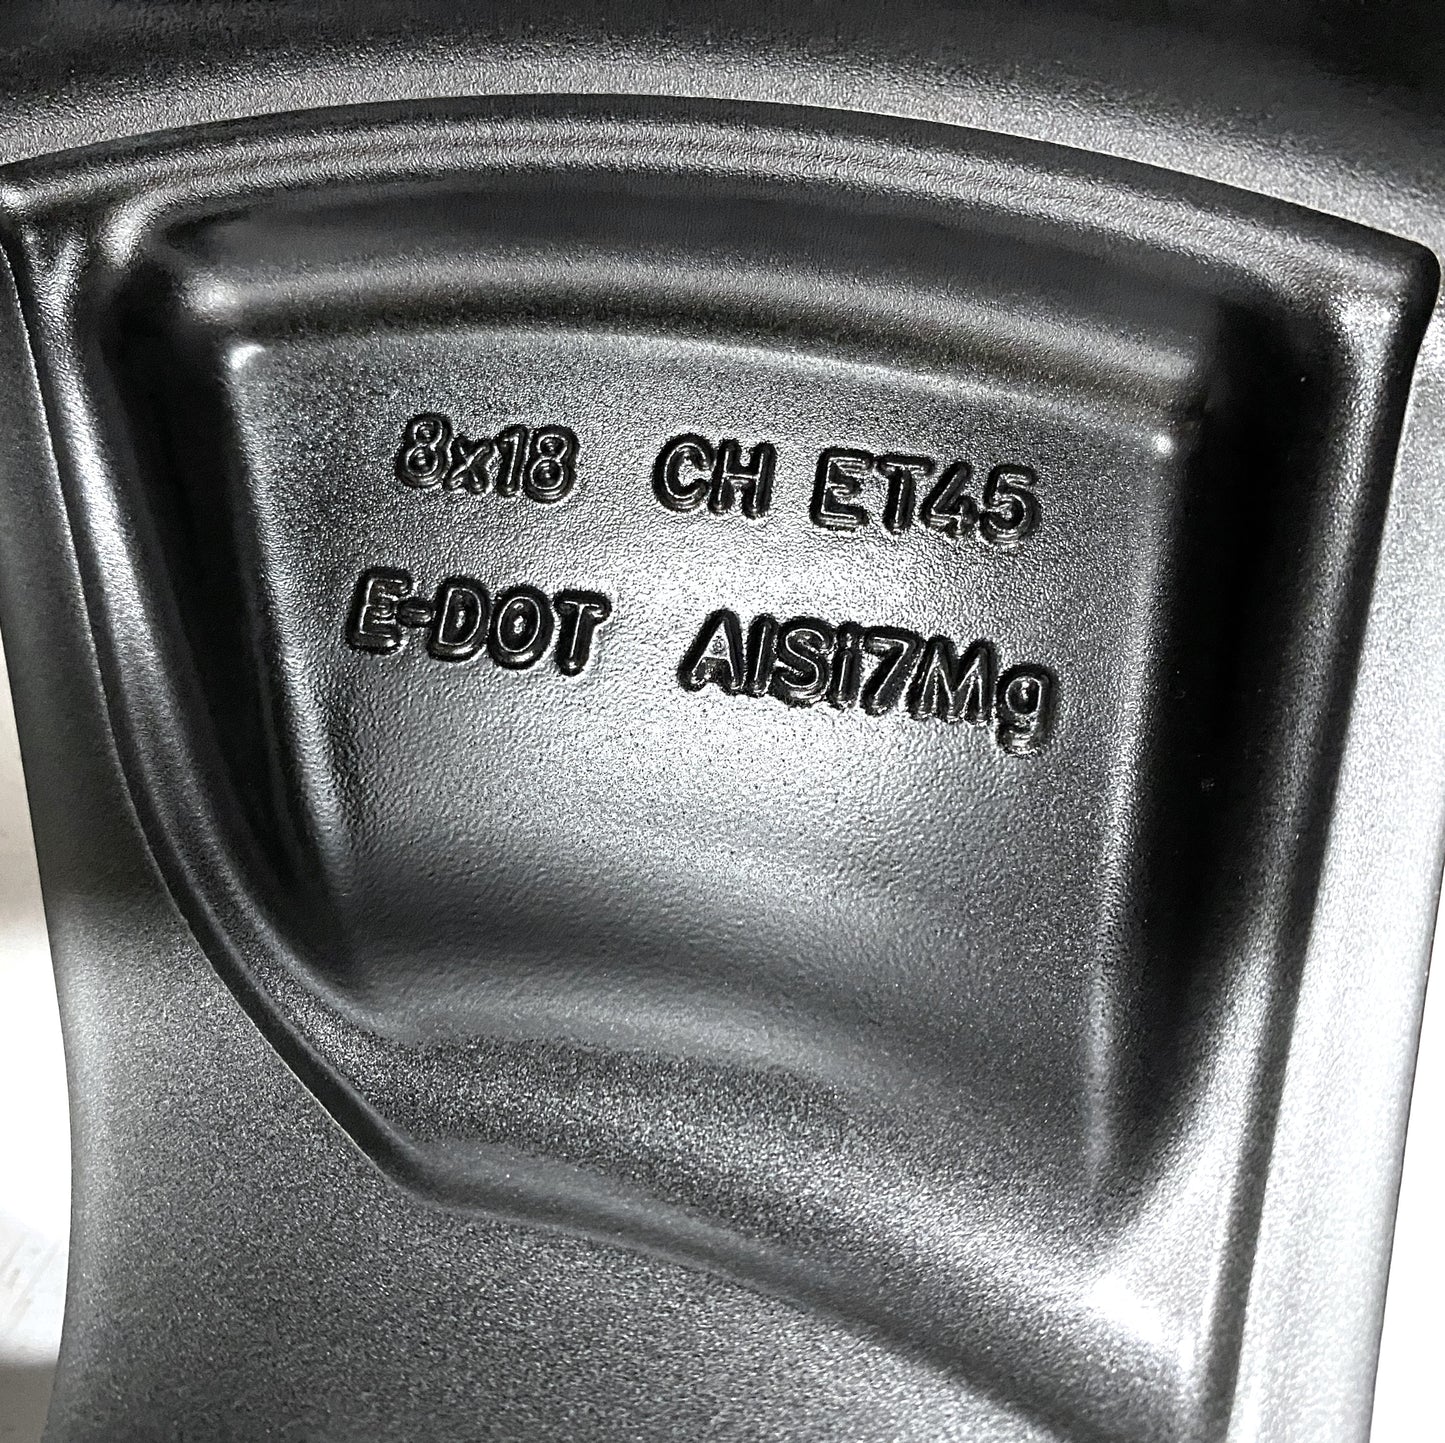 8x18 CH ET45
E-DOT AlSi7Mg